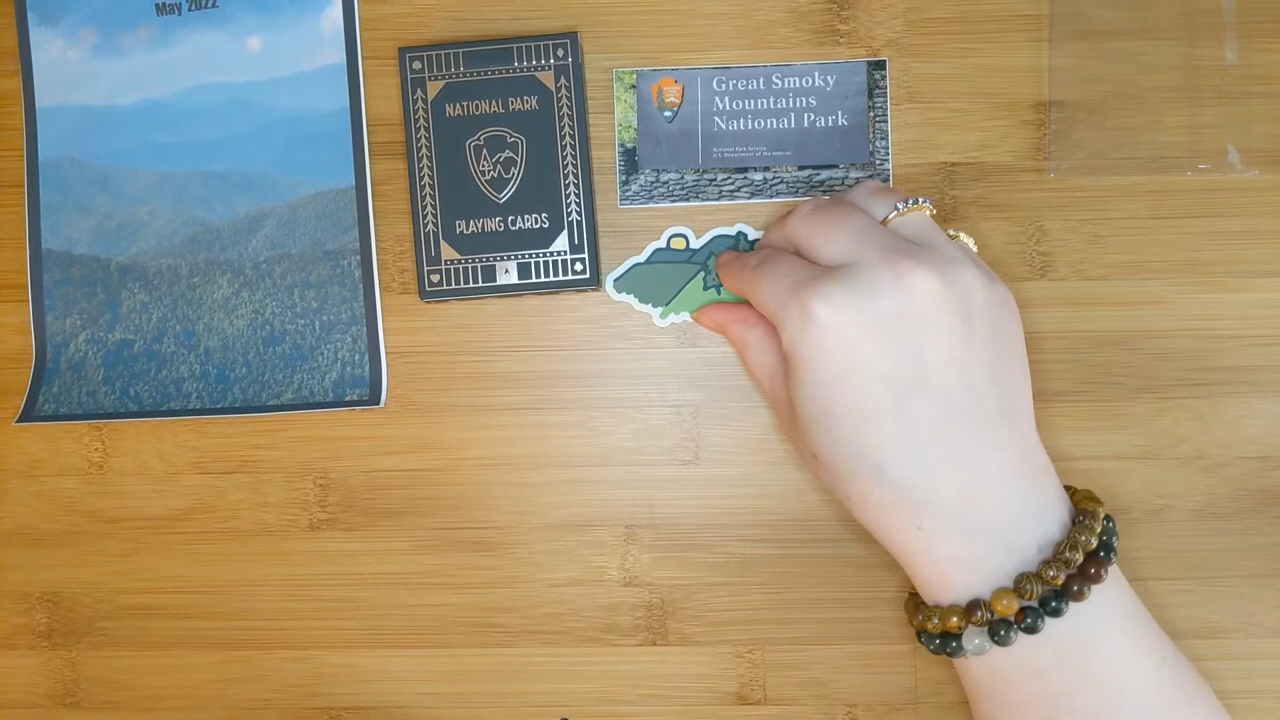 May 2022
NATIONAL PARK
PLAYING CARDS
Great Smoky
Mountains
National Park
National Park Service
U.S. Department of the Interior